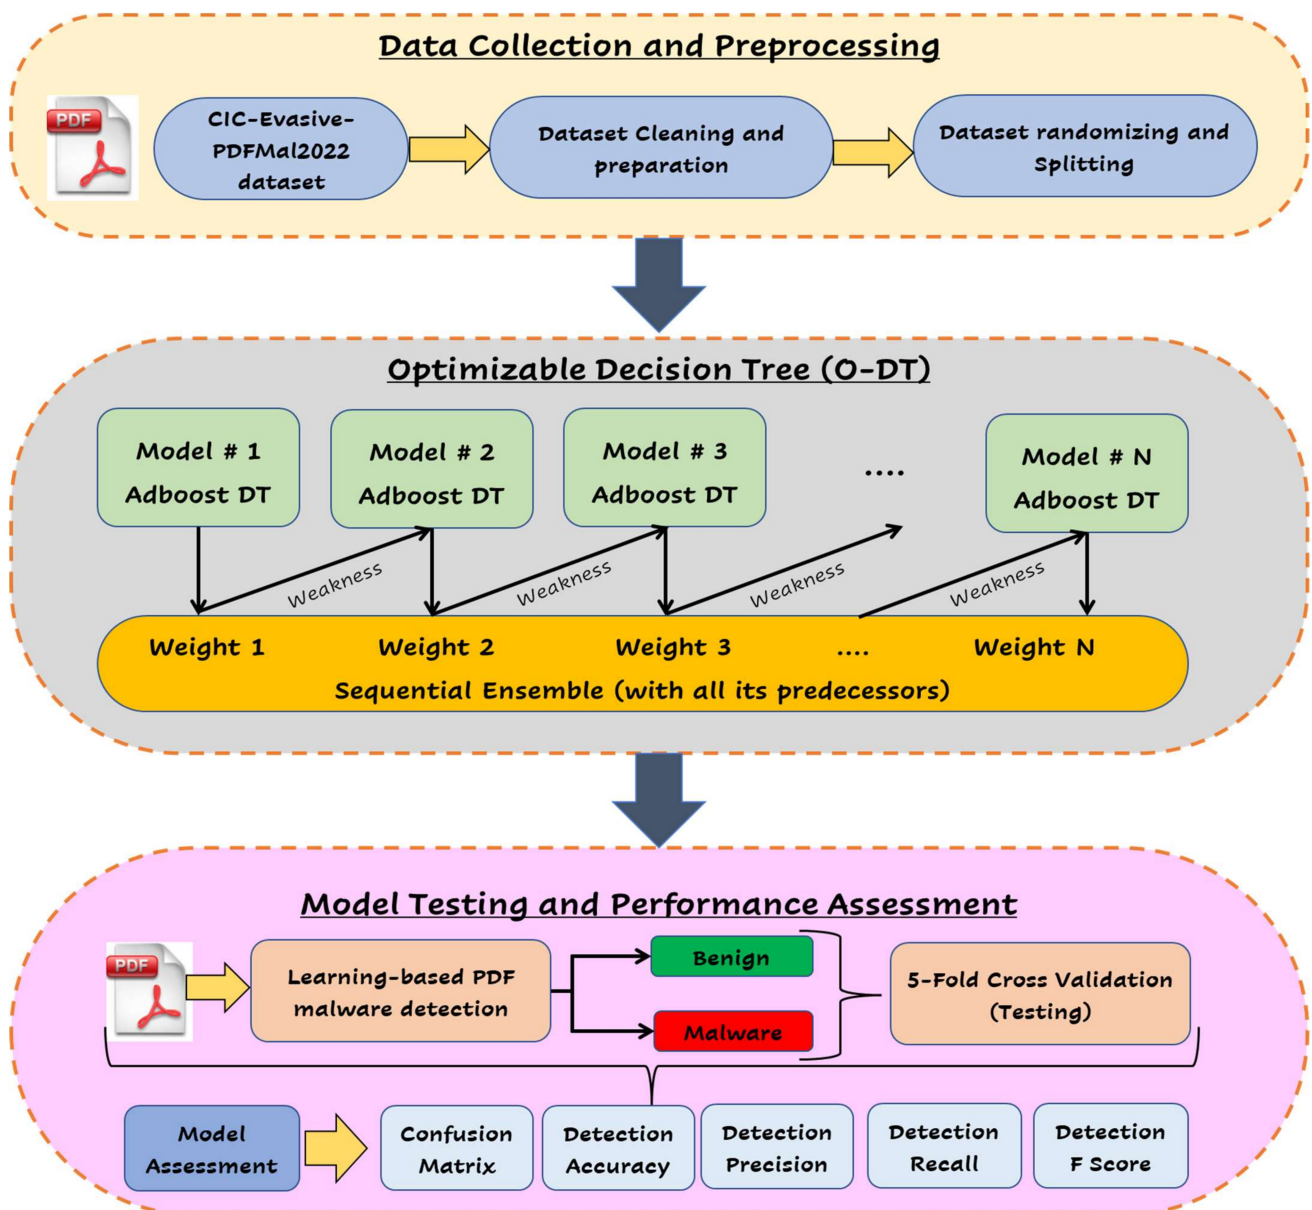 Data Collection and Preprocessing
PDF
CIC-Evasive-
PDFMal2022
dataset
Dataset Cleaning and
preparation
Dataset randomizing and
Splitting
Optimizable Decision Tree (O-DT)
Model # 1
Adboost DT
Model # 2
Adboost DT
Model # 3
Adboost DT
....
Model # N
Adboost DT
Weakness
Weakness
Weakness
Weakness
Weight 1
Weight 2
Weight 3
....
Weight N
Sequential Ensemble (with all its predecessors)
Model Testing and Performance Assessment
PDF
Learning-based PDF
malware detection
Benign
Malware
5-Fold Cross Validation
(Testing)
Model
Assessment
Confusion
Matrix
Detection
Accuracy
Detection
Precision
Detection
Recall
Detection
F Score